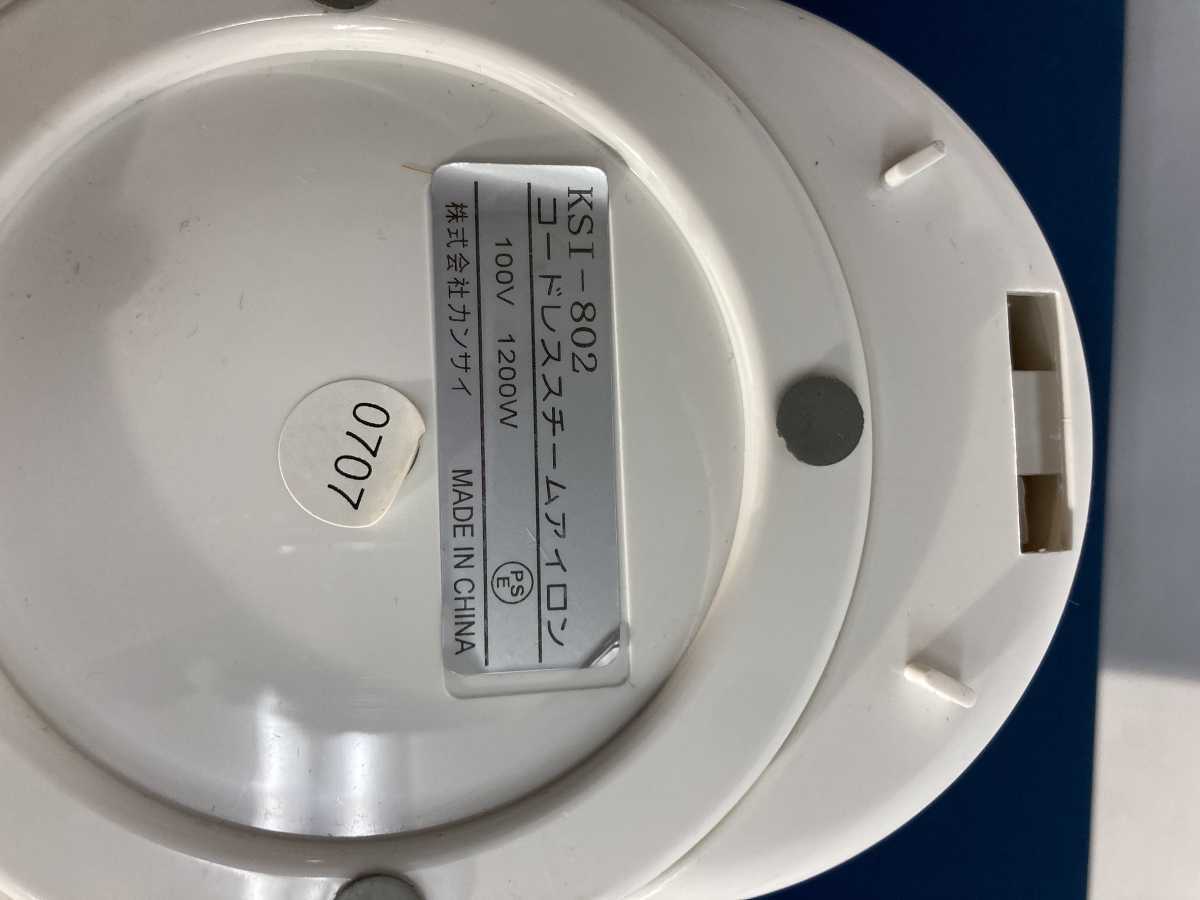 KSI-802
コードレススチームアイロン
100V 1200W
PSE
株式会社カンサイ MADE IN CHINA
0707